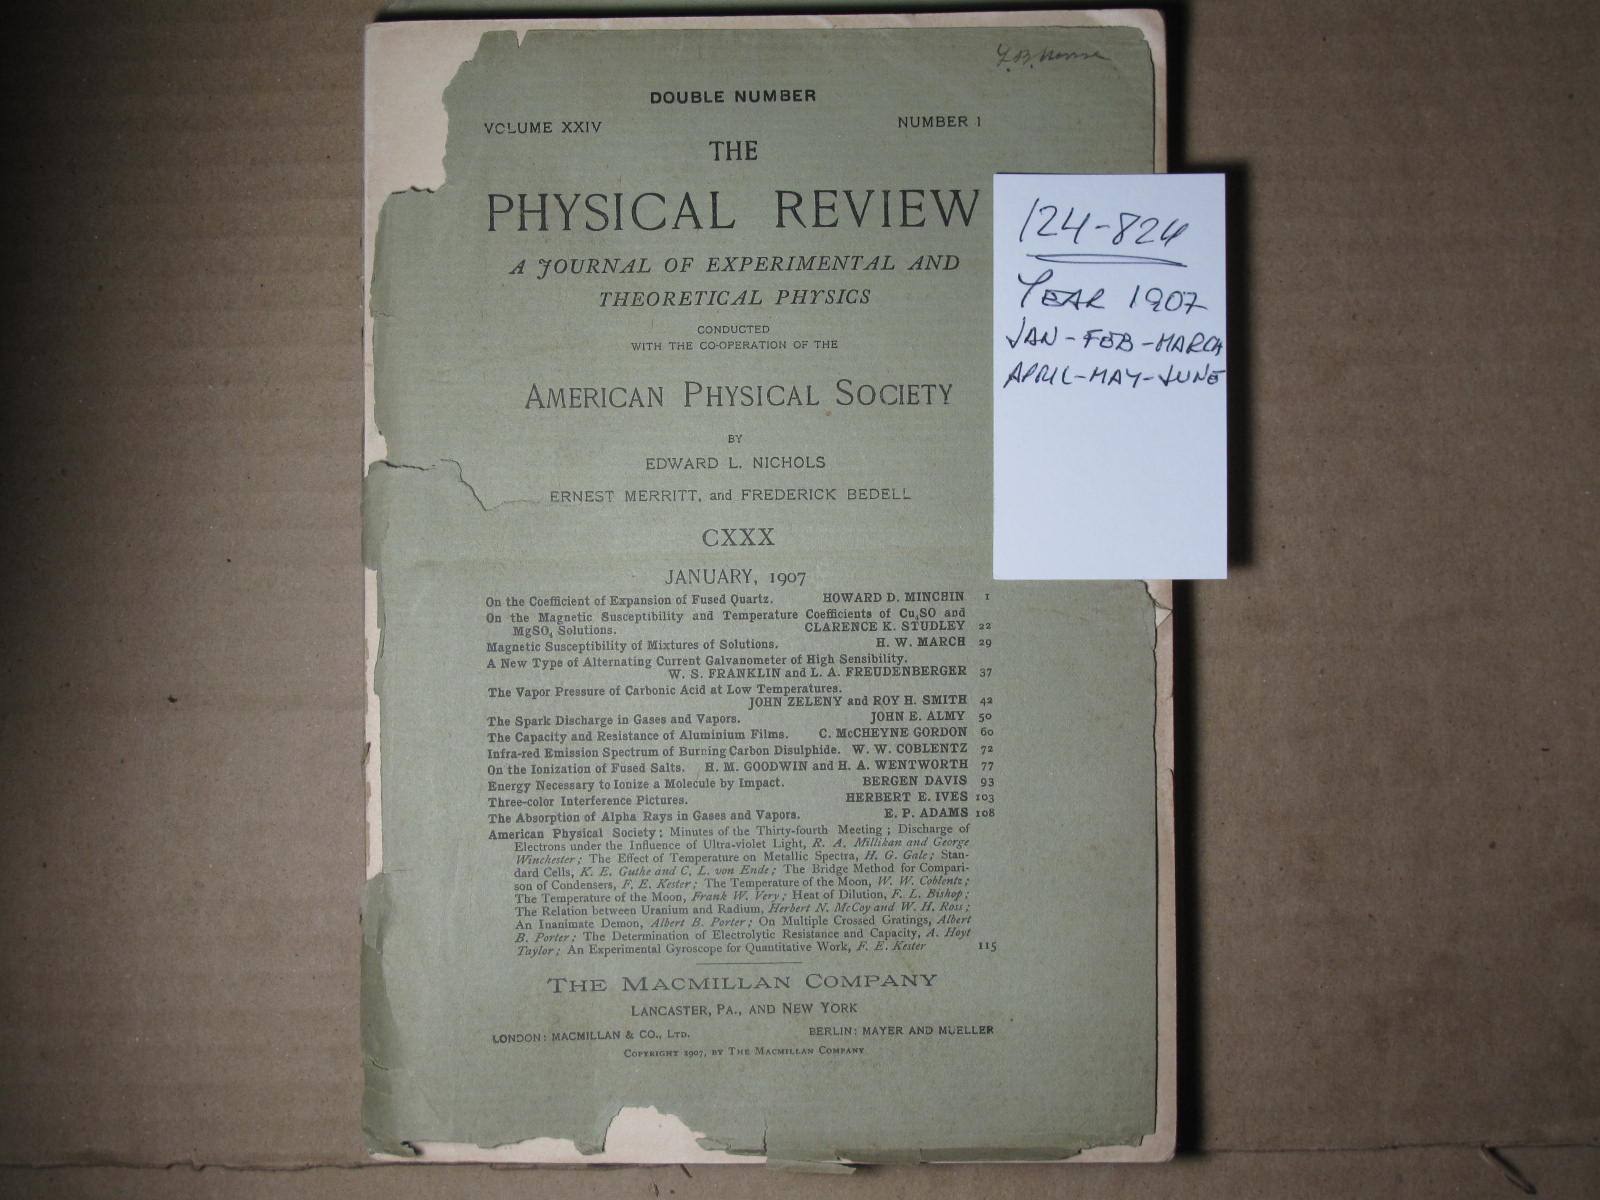 DOUBLE NUMBER
VOLUME XXIV NUMBER 1
THE
PHYSICAL REVIEW
A JOURNAL OF EXPERIMENTAL AND
THEORETICAL PHYSICS
CONDUCTED
WITH THE CO-OPERATION OF THE
AMERICAN PHYSICAL SOCIETY
BY
EDWARD L. NICHOLS
ERNEST MERRITT, and FREDERICK BEDELL
CXXX
JANUARY, 1907
On the Coefficient of Expansion of Fused Quartz. HOWARD D. MINCHIN 1
On the Magnetic Susceptibility and Temperature Coefficients of Cu₄SO and
MgSO₄ Solutions. CLARENCE K. STUDLEY 22
Magnetic Susceptibility of Mixtures of Solutions. H. W. MARCH 29
A New Type of Alternating Current Galvanometer of High Sensibility.
W. S. FRANKLIN and L. A. FREUDENBERGER 37
The Vapor Pressure of Carbonic Acid at Low Temperatures.
JOHN ZELENY and ROY H. SMITH 42
The Spark Discharge in Gases and Vapors. JOHN E. ALMY 50
The Capacity and Resistance of Aluminium Films. C. McCHEYNE GORDON 60
Infra-red Emission Spectrum of Burning Carbon Disulphide. W. W. COBLENTZ 72
On the Ionization of Fused Salts. H. M. GOODWIN and H. A. WENTWORTH 77
Energy Necessary to Ionize a Molecule by Impact. BERGEN DAVIS 93
Three-color Interference Pictures. HERBERT E. IVES 103
The Absorption of Alpha Rays in Gases and Vapors. E. P. ADAMS 108
American Physical Society: Minutes of the Thirty-fourth Meeting; Discharge of
Electrons under the Influence of Ultra-violet Light, R. A. Millikan and George
Winchester; The Effect of Temperature on Metallic Spectra, H. G. Gale; Stan-
dard Cells, K. E. Guthe and C. L. von Ende; The Bridge Method for Compari-
son of Condensers, F. E. Kester; The Temperature of the Moon, W. W. Coblentz;
The Temperature of the Moon, Frank W. Very; Heat of Dilution, F. L. Bishop;
The Relation between Uranium and Radium, Herbert N. McCoy and W. H. Ross;
An Inanimate Demon, Albert B. Porter; On Multiple Crossed Gratings, Albert
B. Porter; The Determination of Electrolytic Resistance and Capacity, A. Hoyt
Taylor; An Experimental Gyroscope for Quantitative Work, F. E. Kester 115
THE MACMILLAN COMPANY
LANCASTER, PA., AND NEW YORK
LONDON: MACMILLAN & CO., LTD. BERLIN: MAYER AND MUELLER
COPYRIGHT 1907, BY THE MACMILLAN COMPANY
124-824
YEAR 1907
JAN-FEB-MARCH
APRIL-MAY-JUNE